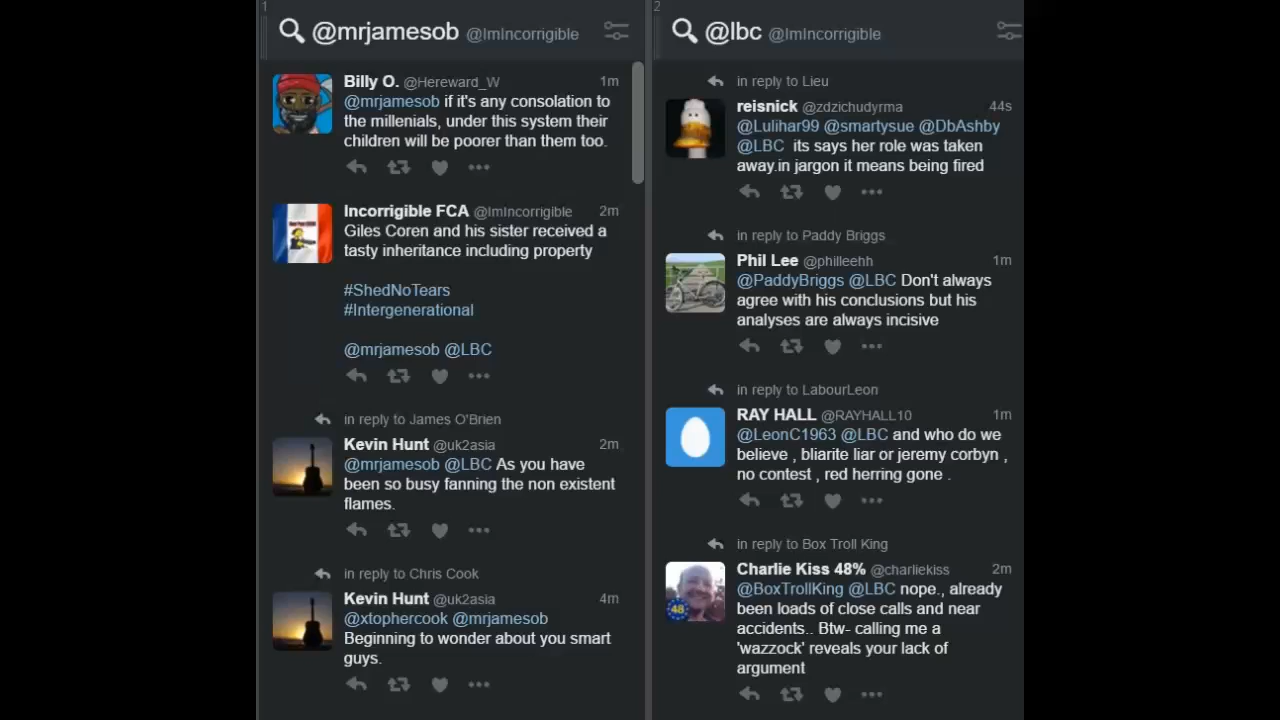 1
@mrjamesob @ImIncorrigible
Billy O. @Hereward_W 1m
@mrjamesob if it's any consolation to
the millenials, under this system their
children will be poorer than them too.
Incorrigible FCA @ImIncorrigible 2m
Giles Coren and his sister received a
tasty inheritance including property
#ShedNoTears
#Intergenerational
@mrjamesob @LBC
in reply to James O'Brien
Kevin Hunt @uk2asia 2m
@mrjamesob @LBC As you have
been so busy fanning the non existent
flames.
in reply to Chris Cook
Kevin Hunt @uk2asia 4m
@xtophercook @mrjamesob
Beginning to wonder about you smart
guys.
2
@lbc @ImIncorrigible
in reply to Lieu
reisnick @zdzichudyrma 44s
@Lulihar99 @smartysue @DbAshby
@LBC its says her role was taken
away.in jargon it means being fired
in reply to Paddy Briggs
Phil Lee @philleehh 1m
@PaddyBriggs @LBC Don't always
agree with his conclusions but his
analyses are always incisive
in reply to LabourLeon
RAY HALL @RAYHALL10 1m
@LeonC1963 @LBC and who do we
believe , bliarite liar or jeremy corbyn ,
no contest , red herring gone .
in reply to Box Troll King
Charlie Kiss 48% @charliekiss 2m
48
@BoxTrollKing @LBC nope., already
been loads of close calls and near
accidents.. Btw- calling me a
'wazzock' reveals your lack of
argument